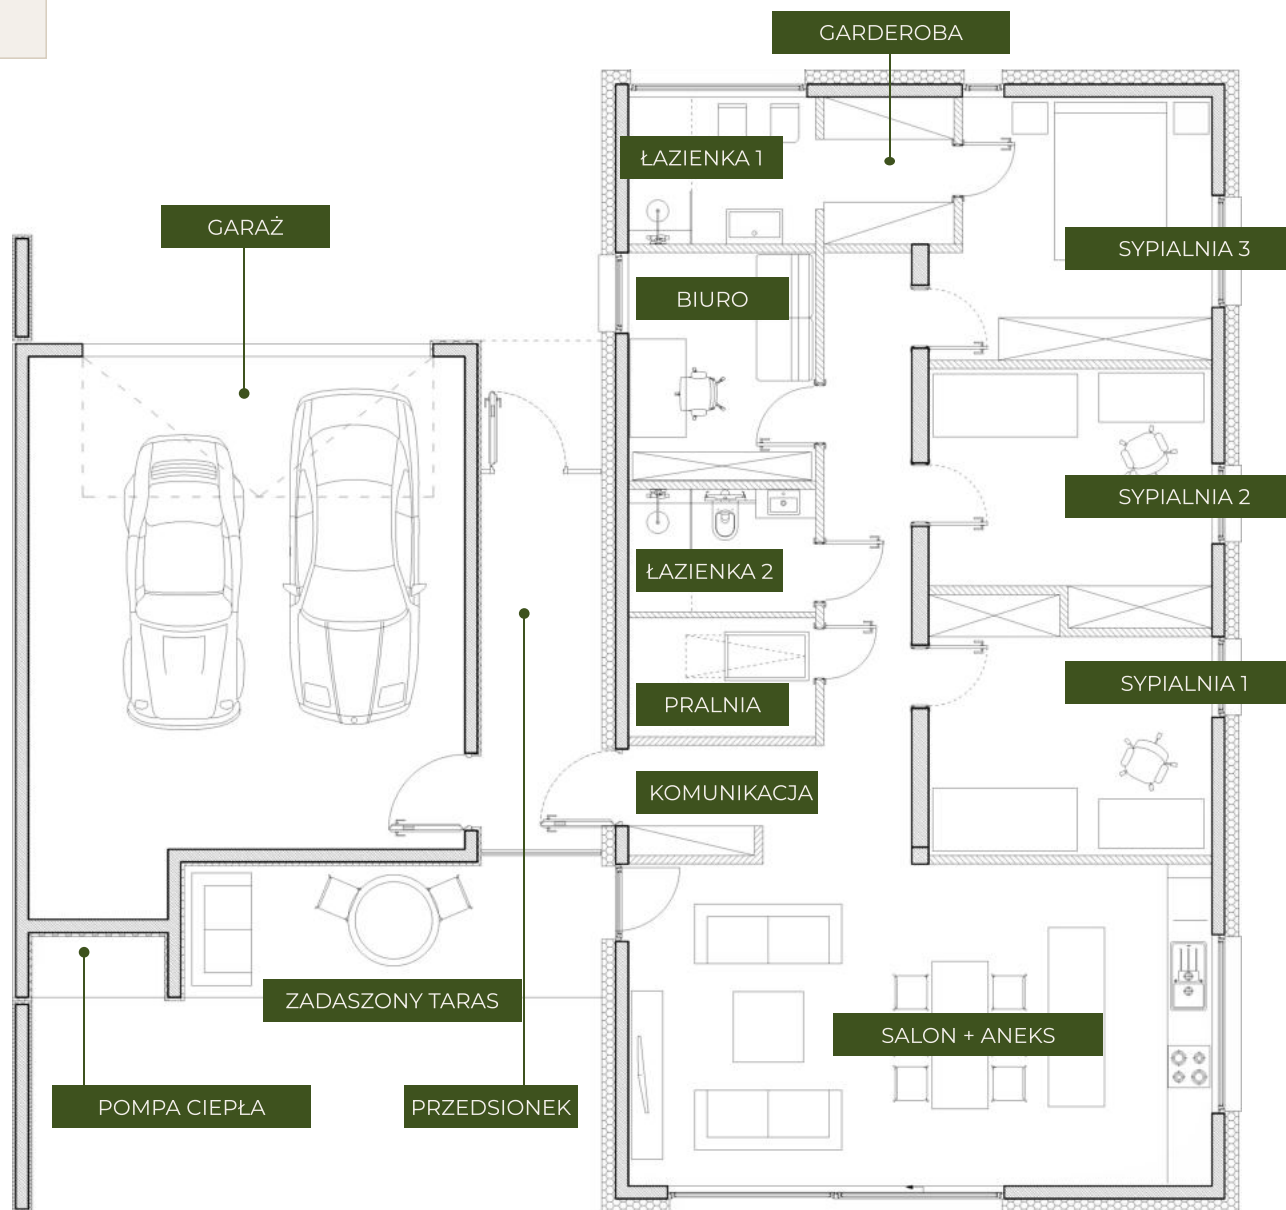 GARDEROBA
ŁAZIENKA 1
GARAŻ
SYPIALNIA 3
BIURO
SYPIALNIA 2
ŁAZIENKA 2
SYPIALNIA 1
PRALNIA
KOMUNIKACJA
ZADASZONY TARAS
SALON + ANEKS
POMPA CIEPŁA
PRZEDSIONEK